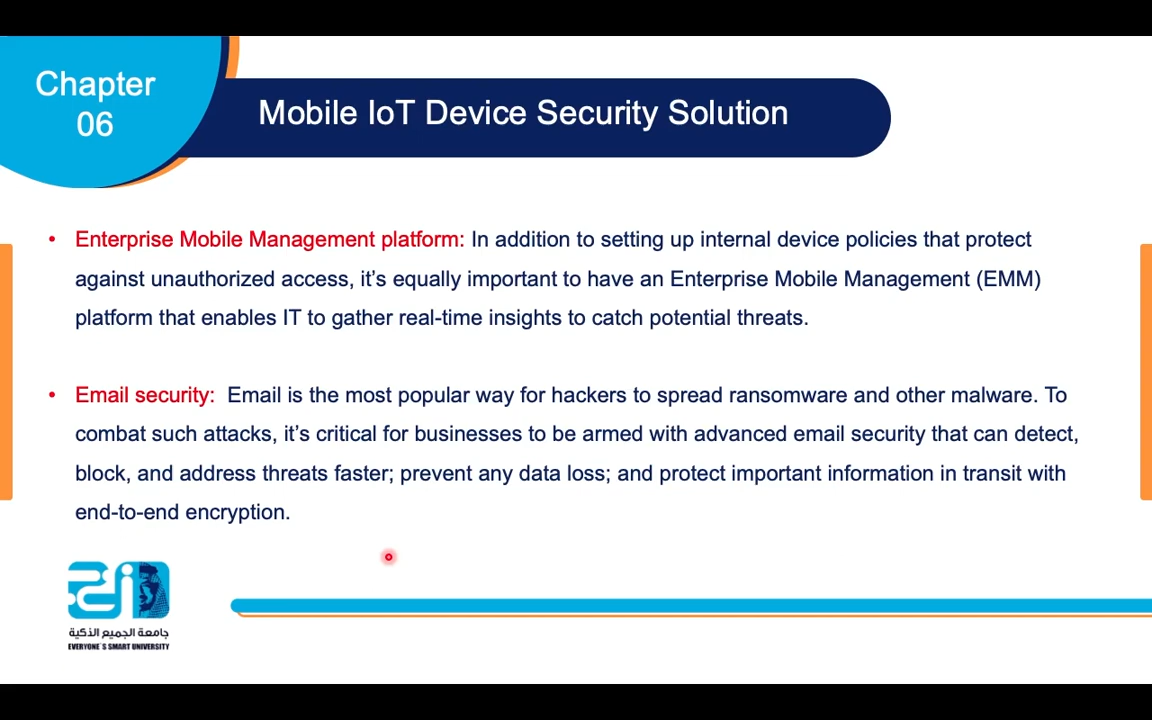 Chapter
06
Mobile IoT Device Security Solution
• Enterprise Mobile Management platform: In addition to setting up internal device policies that protect
against unauthorized access, it’s equally important to have an Enterprise Mobile Management (EMM)
platform that enables IT to gather real-time insights to catch potential threats.
• Email security:  Email is the most popular way for hackers to spread ransomware and other malware. To
combat such attacks, it’s critical for businesses to be armed with advanced email security that can detect,
block, and address threats faster; prevent any data loss; and protect important information in transit with
end-to-end encryption.
جامعة الجميع الذكية
EVERYONE`S SMART UNIVERSITY